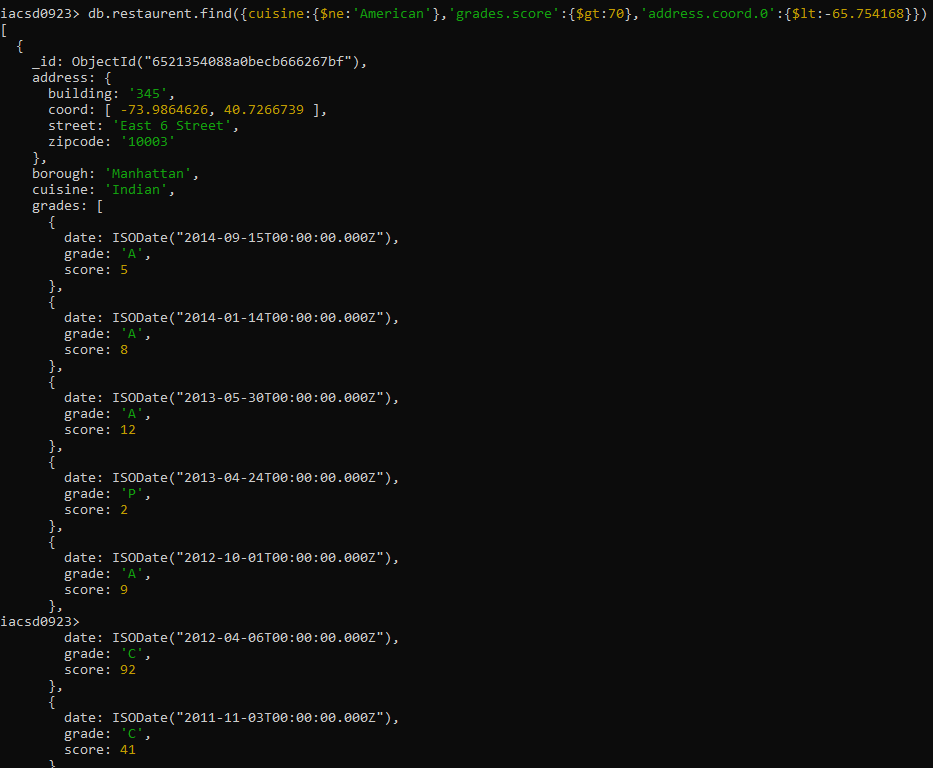 iacsd0923> db.restaurent.find({cuisine:{$ne:'American'},'grades.score':{$gt:70},'address.coord.0':{$lt:-65.754168}})
[
  {
    _id: ObjectId("6521354088a0becb666267bf"),
    address: {
      building: '345',
      coord: [ -73.9864626, 40.7266739 ],
      street: 'East 6 Street',
      zipcode: '10003'
    },
    borough: 'Manhattan',
    cuisine: 'Indian',
    grades: [
      {
        date: ISODate("2014-09-15T00:00:00.000Z"),
        grade: 'A',
        score: 5
      },
      {
        date: ISODate("2014-01-14T00:00:00.000Z"),
        grade: 'A',
        score: 8
      },
      {
        date: ISODate("2013-05-30T00:00:00.000Z"),
        grade: 'A',
        score: 12
      },
      {
        date: ISODate("2013-04-24T00:00:00.000Z"),
        grade: 'P',
        score: 2
      },
      {
        date: ISODate("2012-10-01T00:00:00.000Z"),
        grade: 'A',
        score: 9
      },
iacsd0923>
        date: ISODate("2012-04-06T00:00:00.000Z"),
        grade: 'C',
        score: 92
      },
      {
        date: ISODate("2011-11-03T00:00:00.000Z"),
        grade: 'C',
        score: 41
      }